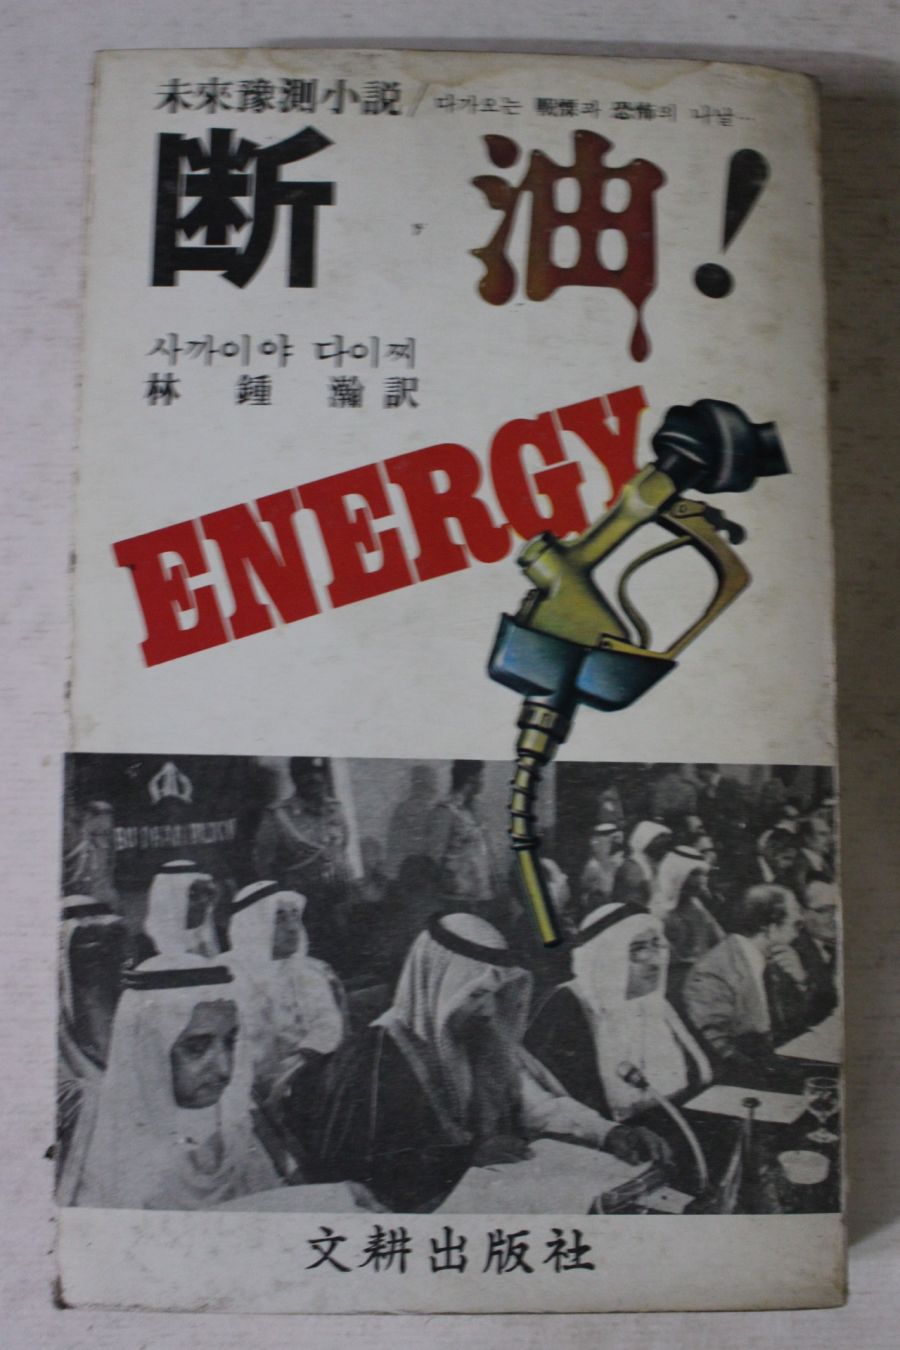 未來豫測小説/다가오는 戰慄과 恐怖의 나날…
断油!
사까이야 다이찌
林鍾瀚訳
ENERGY
文耕出版社